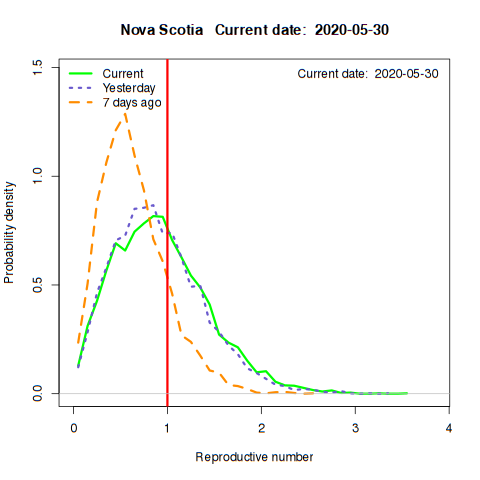 Nova Scotia   Current date:  2020-05-30
Current date:  2020-05-30
Current
Yesterday
7 days ago
1.5
1.0
0.5
0.0
Probability density
0 1 2 3 4
Reproductive number